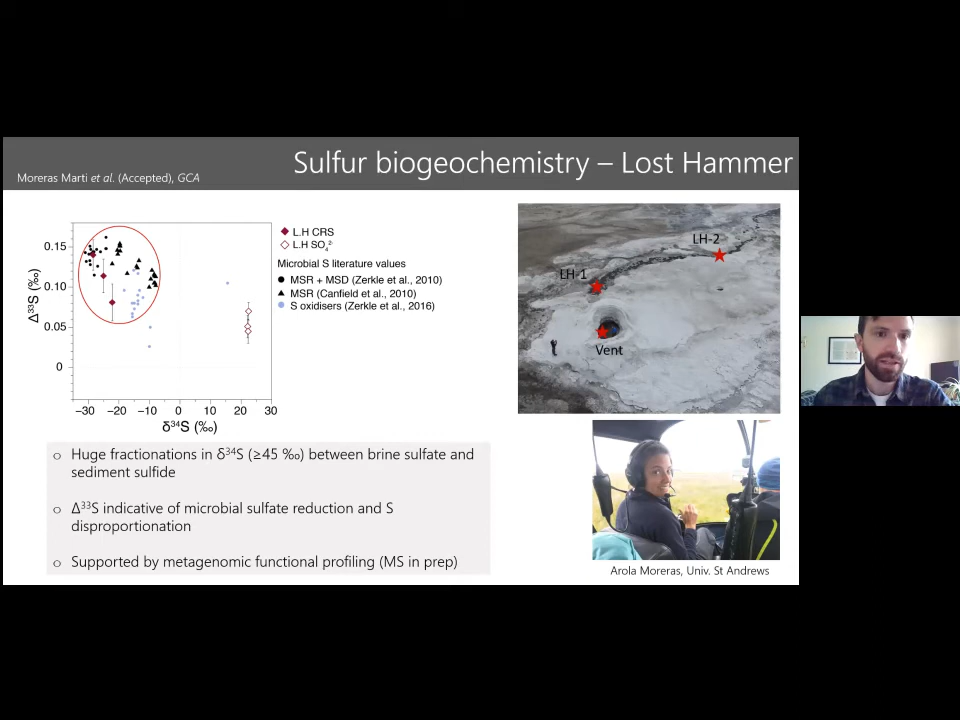 Sulfur biogeochemistry – Lost Hammer
Moreras Marti et al. (Accepted), GCA
Δ³³S (‰)
0.15
0.10
0.05
0
−30 −20 −10 0 10 20 30
δ³⁴S (‰)
L.H CRS
L.H SO₄²⁻
Microbial S literature values
MSR + MSD (Zerkle et al., 2010)
MSR (Canfield et al., 2010)
S oxidisers (Zerkle et al., 2016)
LH-2
LH-1
Vent
o Huge fractionations in δ³⁴S (≥45 ‰) between brine sulfate and
sediment sulfide
o Δ³³S indicative of microbial sulfate reduction and S
disproportionation
o Supported by metagenomic functional profiling (MS in prep)
Arola Moreras, Univ. St Andrews